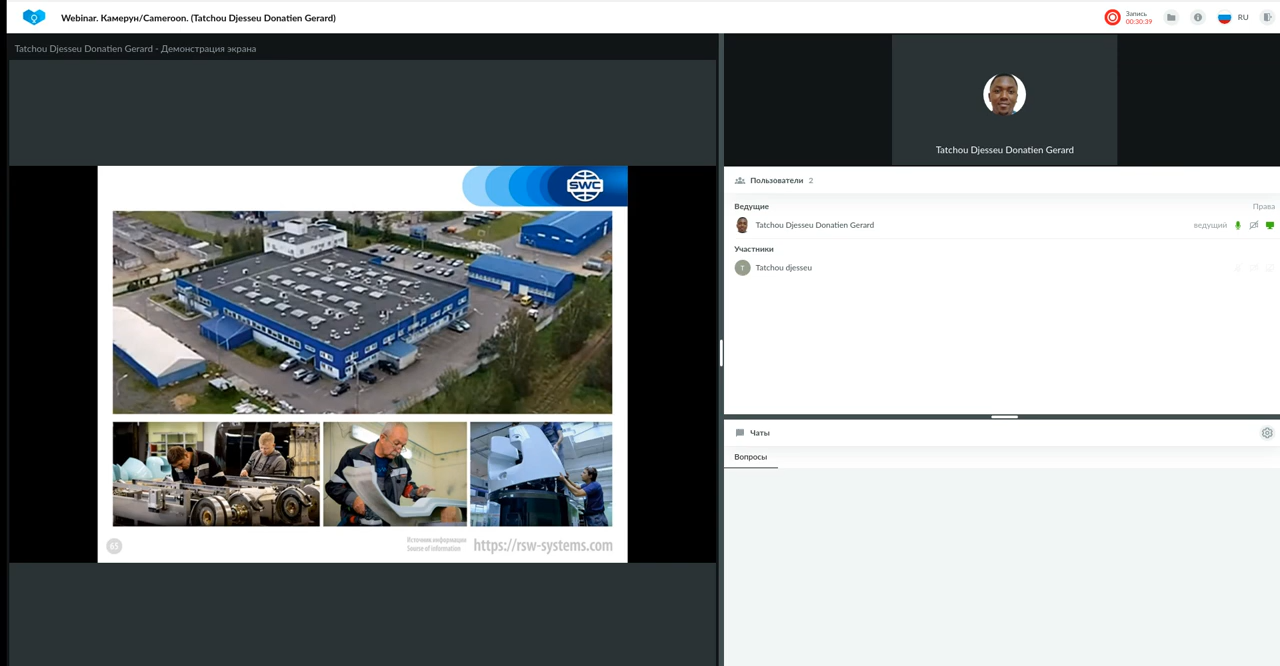 Webinar. Камерун/Cameroon. (Tatchou Djesseu Donatien Gerard)
Запись
00:30:39
RU
Tatchou Djesseu Donatien Gerard - Демонстрация экрана
SWC
65
Источник информации
Source of information
https://rsw-systems.com
Tatchou Djesseu Donatien Gerard
Пользователи 2
Ведущие Права
Tatchou Djesseu Donatien Gerard ведущий
Участники
T Tatchou djesseu
Чаты
Вопросы